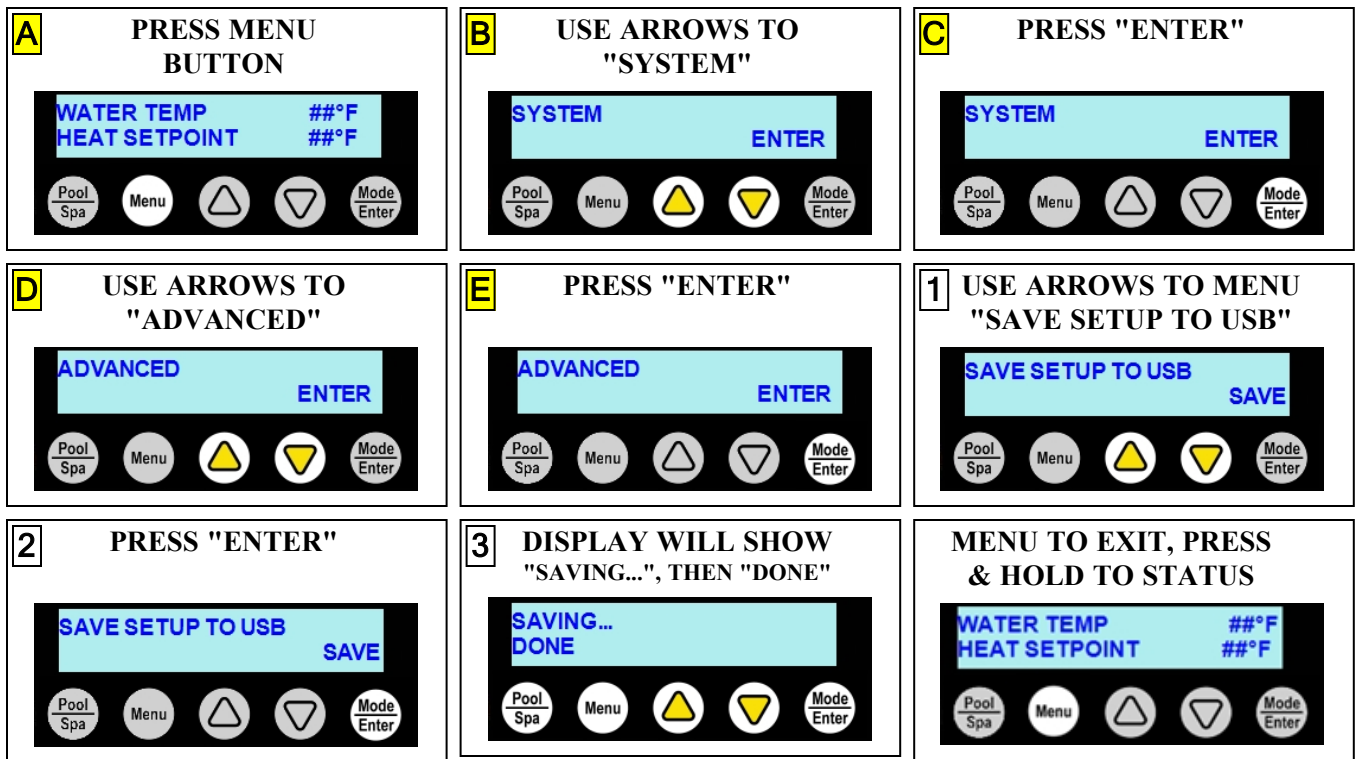 A
PRESS MENU
BUTTON
WATER TEMP ##°F
HEAT SETPOINT ##°F
Pool
Spa
Menu
Mode
Enter
B
USE ARROWS TO
"SYSTEM"
SYSTEM
ENTER
Pool
Spa
Menu
Mode
Enter
C
PRESS "ENTER"
SYSTEM
ENTER
Pool
Spa
Menu
Mode
Enter
D
USE ARROWS TO
"ADVANCED"
ADVANCED
ENTER
Pool
Spa
Menu
Mode
Enter
E
PRESS "ENTER"
ADVANCED
ENTER
Pool
Spa
Menu
Mode
Enter
1
USE ARROWS TO MENU
"SAVE SETUP TO USB"
SAVE SETUP TO USB
SAVE
Pool
Spa
Menu
Mode
Enter
2
PRESS "ENTER"
SAVE SETUP TO USB
SAVE
Pool
Spa
Menu
Mode
Enter
3
DISPLAY WILL SHOW
"SAVING...", THEN "DONE"
SAVING...
DONE
Pool
Spa
Menu
Mode
Enter
MENU TO EXIT, PRESS
& HOLD TO STATUS
WATER TEMP ##°F
HEAT SETPOINT ##°F
Pool
Spa
Menu
Mode
Enter